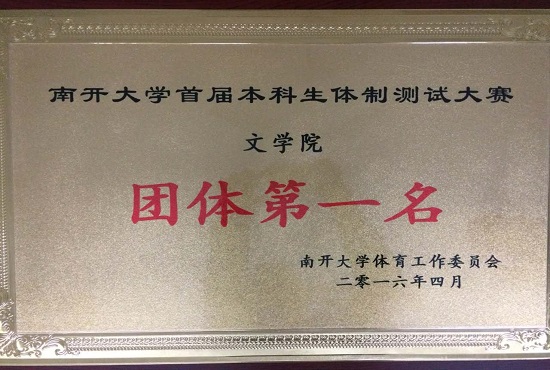 南开大学首届本科生体制测试大赛
文学院
团体第一名
南开大学体育工作委员会
二零一六年四月